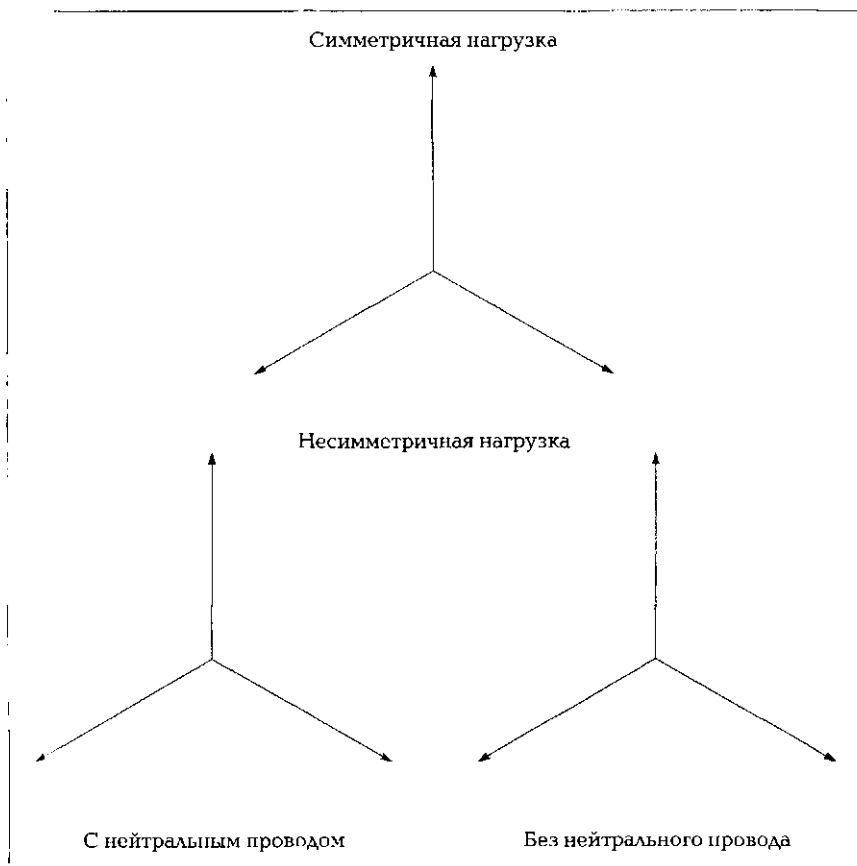 Симметричная нагрузка
Несимметричная нагрузка
С нейтральным проводом
Без нейтрального провода